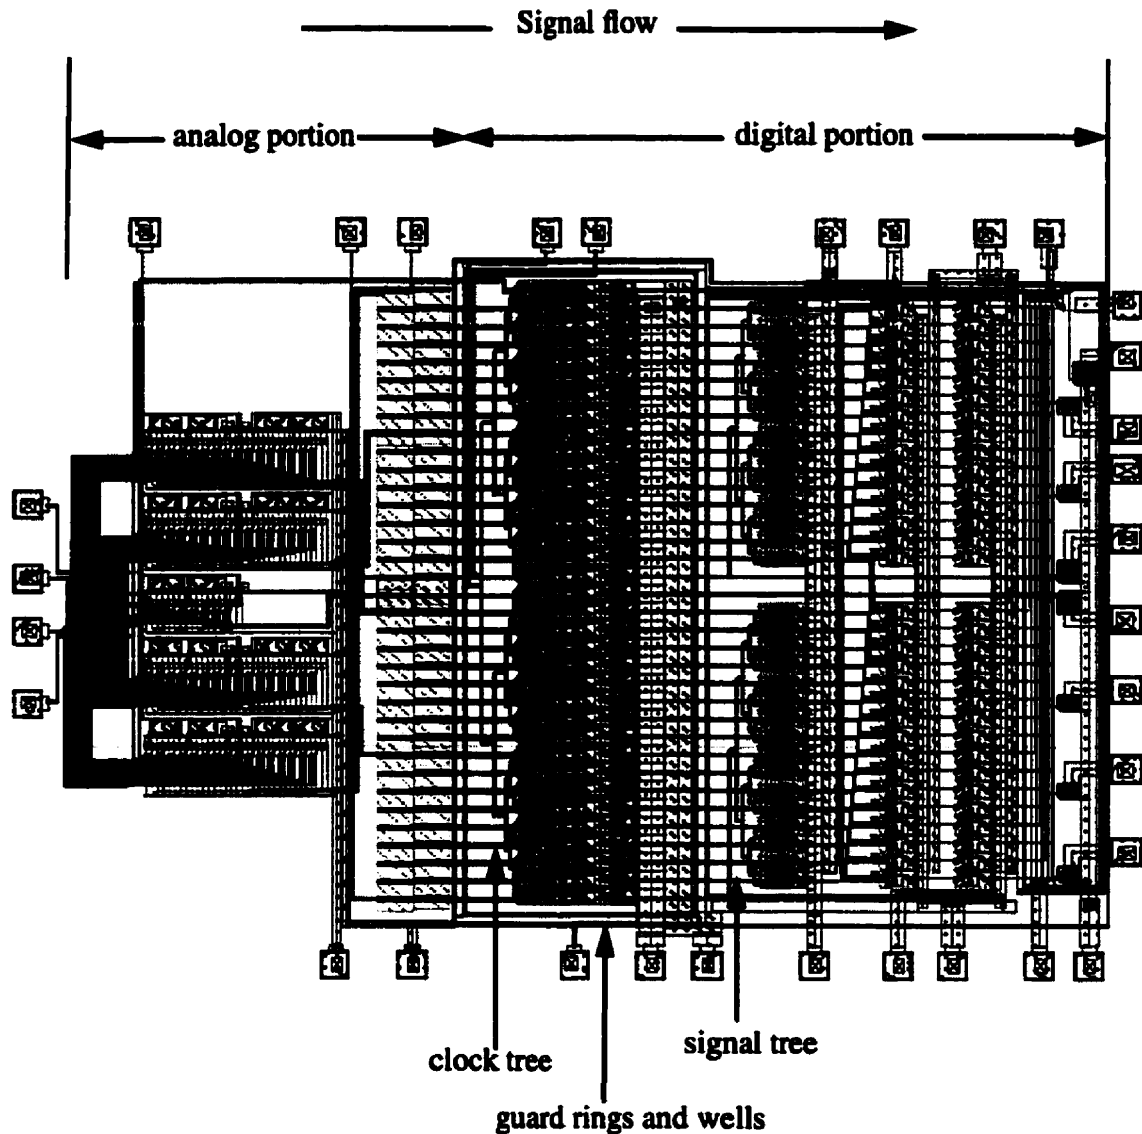 Signal flow
analog portion
digital portion
clock tree
signal tree
guard rings and wells